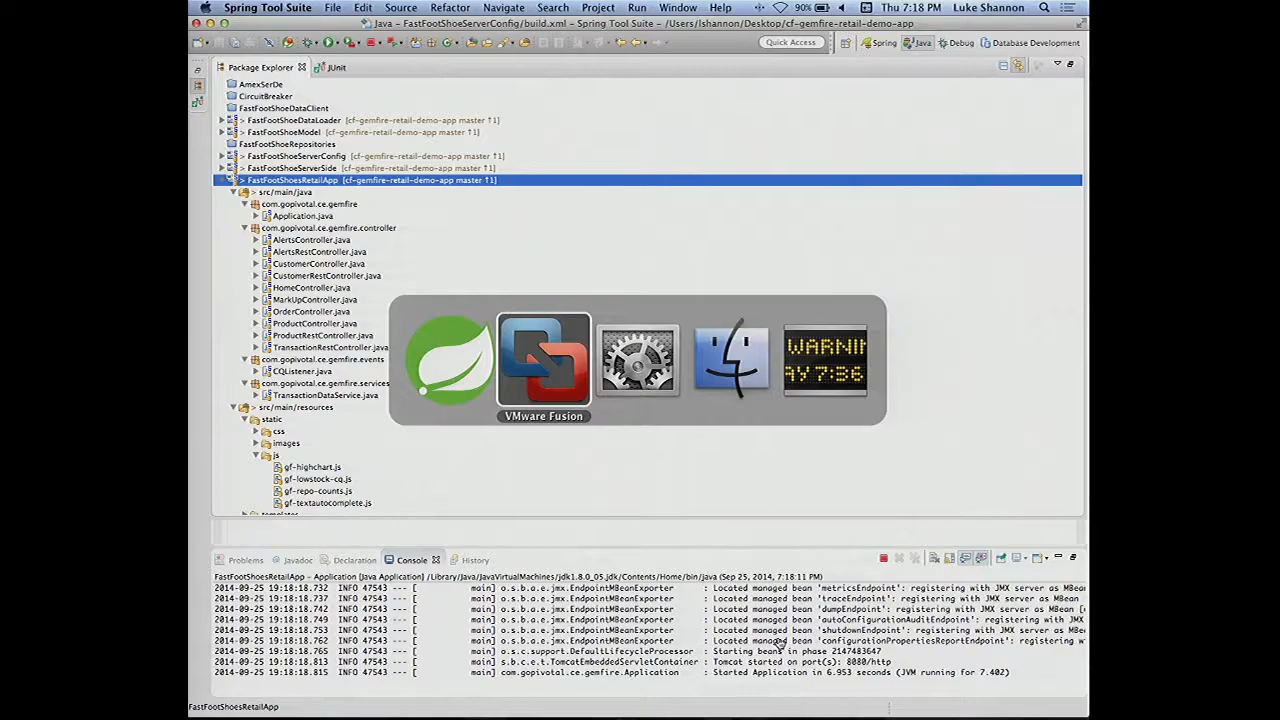 Spring Tool Suite File Edit Source Refactor Navigate Search Project Run Window Help 90% Thu 7:18 PM Luke Shannon
Java - FastFootShoeServerConfig/build.xml - Spring Tool Suite - /Users/lshannon/Desktop/cf-gemfire-retail-demo-app
Quick Access Spring Java Debug Database Development
Package Explorer JUnit
AmexSerDe
CircuitBreaker
FastFootShoeDataClient
> FastFootShoeDataLoader [cf-gemfire-retail-demo-app master ↑1]
> FastFootShoeModel [cf-gemfire-retail-demo-app master ↑1]
FastFootShoeRepositories
> FastFootShoeServerConfig [cf-gemfire-retail-demo-app master ↑1]
> FastFootShoeServerSide [cf-gemfire-retail-demo-app master ↑1]
> FastFootShoesRetailApp [cf-gemfire-retail-demo-app master ↑1]
> src/main/java
com.gopivotal.ce.gemfire
Application.java
com.gopivotal.ce.gemfire.controller
AlertsController.java
AlertsRestController.java
CustomerController.java
CustomerRestController.java
HomeController.java
MarkUpController.java
OrderController.java
ProductController.java
ProductRestController.java
TransactionRestController.java
com.gopivotal.ce.gemfire.events
CQListener.java
com.gopivotal.ce.gemfire.services
TransactionDataService.java
> src/main/resources
static
css
images
js
gf-highchart.js
gf-lowstock-cq.js
gf-repo-counts.js
gf-textautocomplete.js
templates
WARNIN
AY 7:36
VMware Fusion
Problems Javadoc Declaration Console History
FastFootShoesRetailApp - Application [Java Application] /Library/Java/JavaVirtualMachines/jdk1.8.0_05.jdk/Contents/Home/bin/java (Sep 25, 2014, 7:18:11 PM)
2014-09-25 19:18:18.732 INFO 47543 --- [ main] o.s.b.a.e.jmx.EndpointMBeanExporter : Located managed bean 'metricsEndpoint': registering with JMX server as MBean
2014-09-25 19:18:18.737 INFO 47543 --- [ main] o.s.b.a.e.jmx.EndpointMBeanExporter : Located managed bean 'traceEndpoint': registering with JMX server as MBean
2014-09-25 19:18:18.742 INFO 47543 --- [ main] o.s.b.a.e.jmx.EndpointMBeanExporter : Located managed bean 'dumpEndpoint': registering with JMX server as MBean [
2014-09-25 19:18:18.749 INFO 47543 --- [ main] o.s.b.a.e.jmx.EndpointMBeanExporter : Located managed bean 'autoConfigurationAuditEndpoint': registering with JMX
2014-09-25 19:18:18.753 INFO 47543 --- [ main] o.s.b.a.e.jmx.EndpointMBeanExporter : Located managed bean 'shutdownEndpoint': registering with JMX server as MBe
2014-09-25 19:18:18.762 INFO 47543 --- [ main] o.s.b.a.e.jmx.EndpointMBeanExporter : Located managed bean 'configurationPropertiesReportEndpoint': registering w
2014-09-25 19:18:18.765 INFO 47543 --- [ main] o.s.c.support.DefaultLifecycleProcessor : Starting beans in phase 2147483647
2014-09-25 19:18:18.813 INFO 47543 --- [ main] s.b.c.e.t.TomcatEmbeddedServletContainer : Tomcat started on port(s): 8080/http
2014-09-25 19:18:18.815 INFO 47543 --- [ main] com.gopivotal.ce.gemfire.Application : Started Application in 6.953 seconds (JVM running for 7.402)
FastFootShoesRetailApp